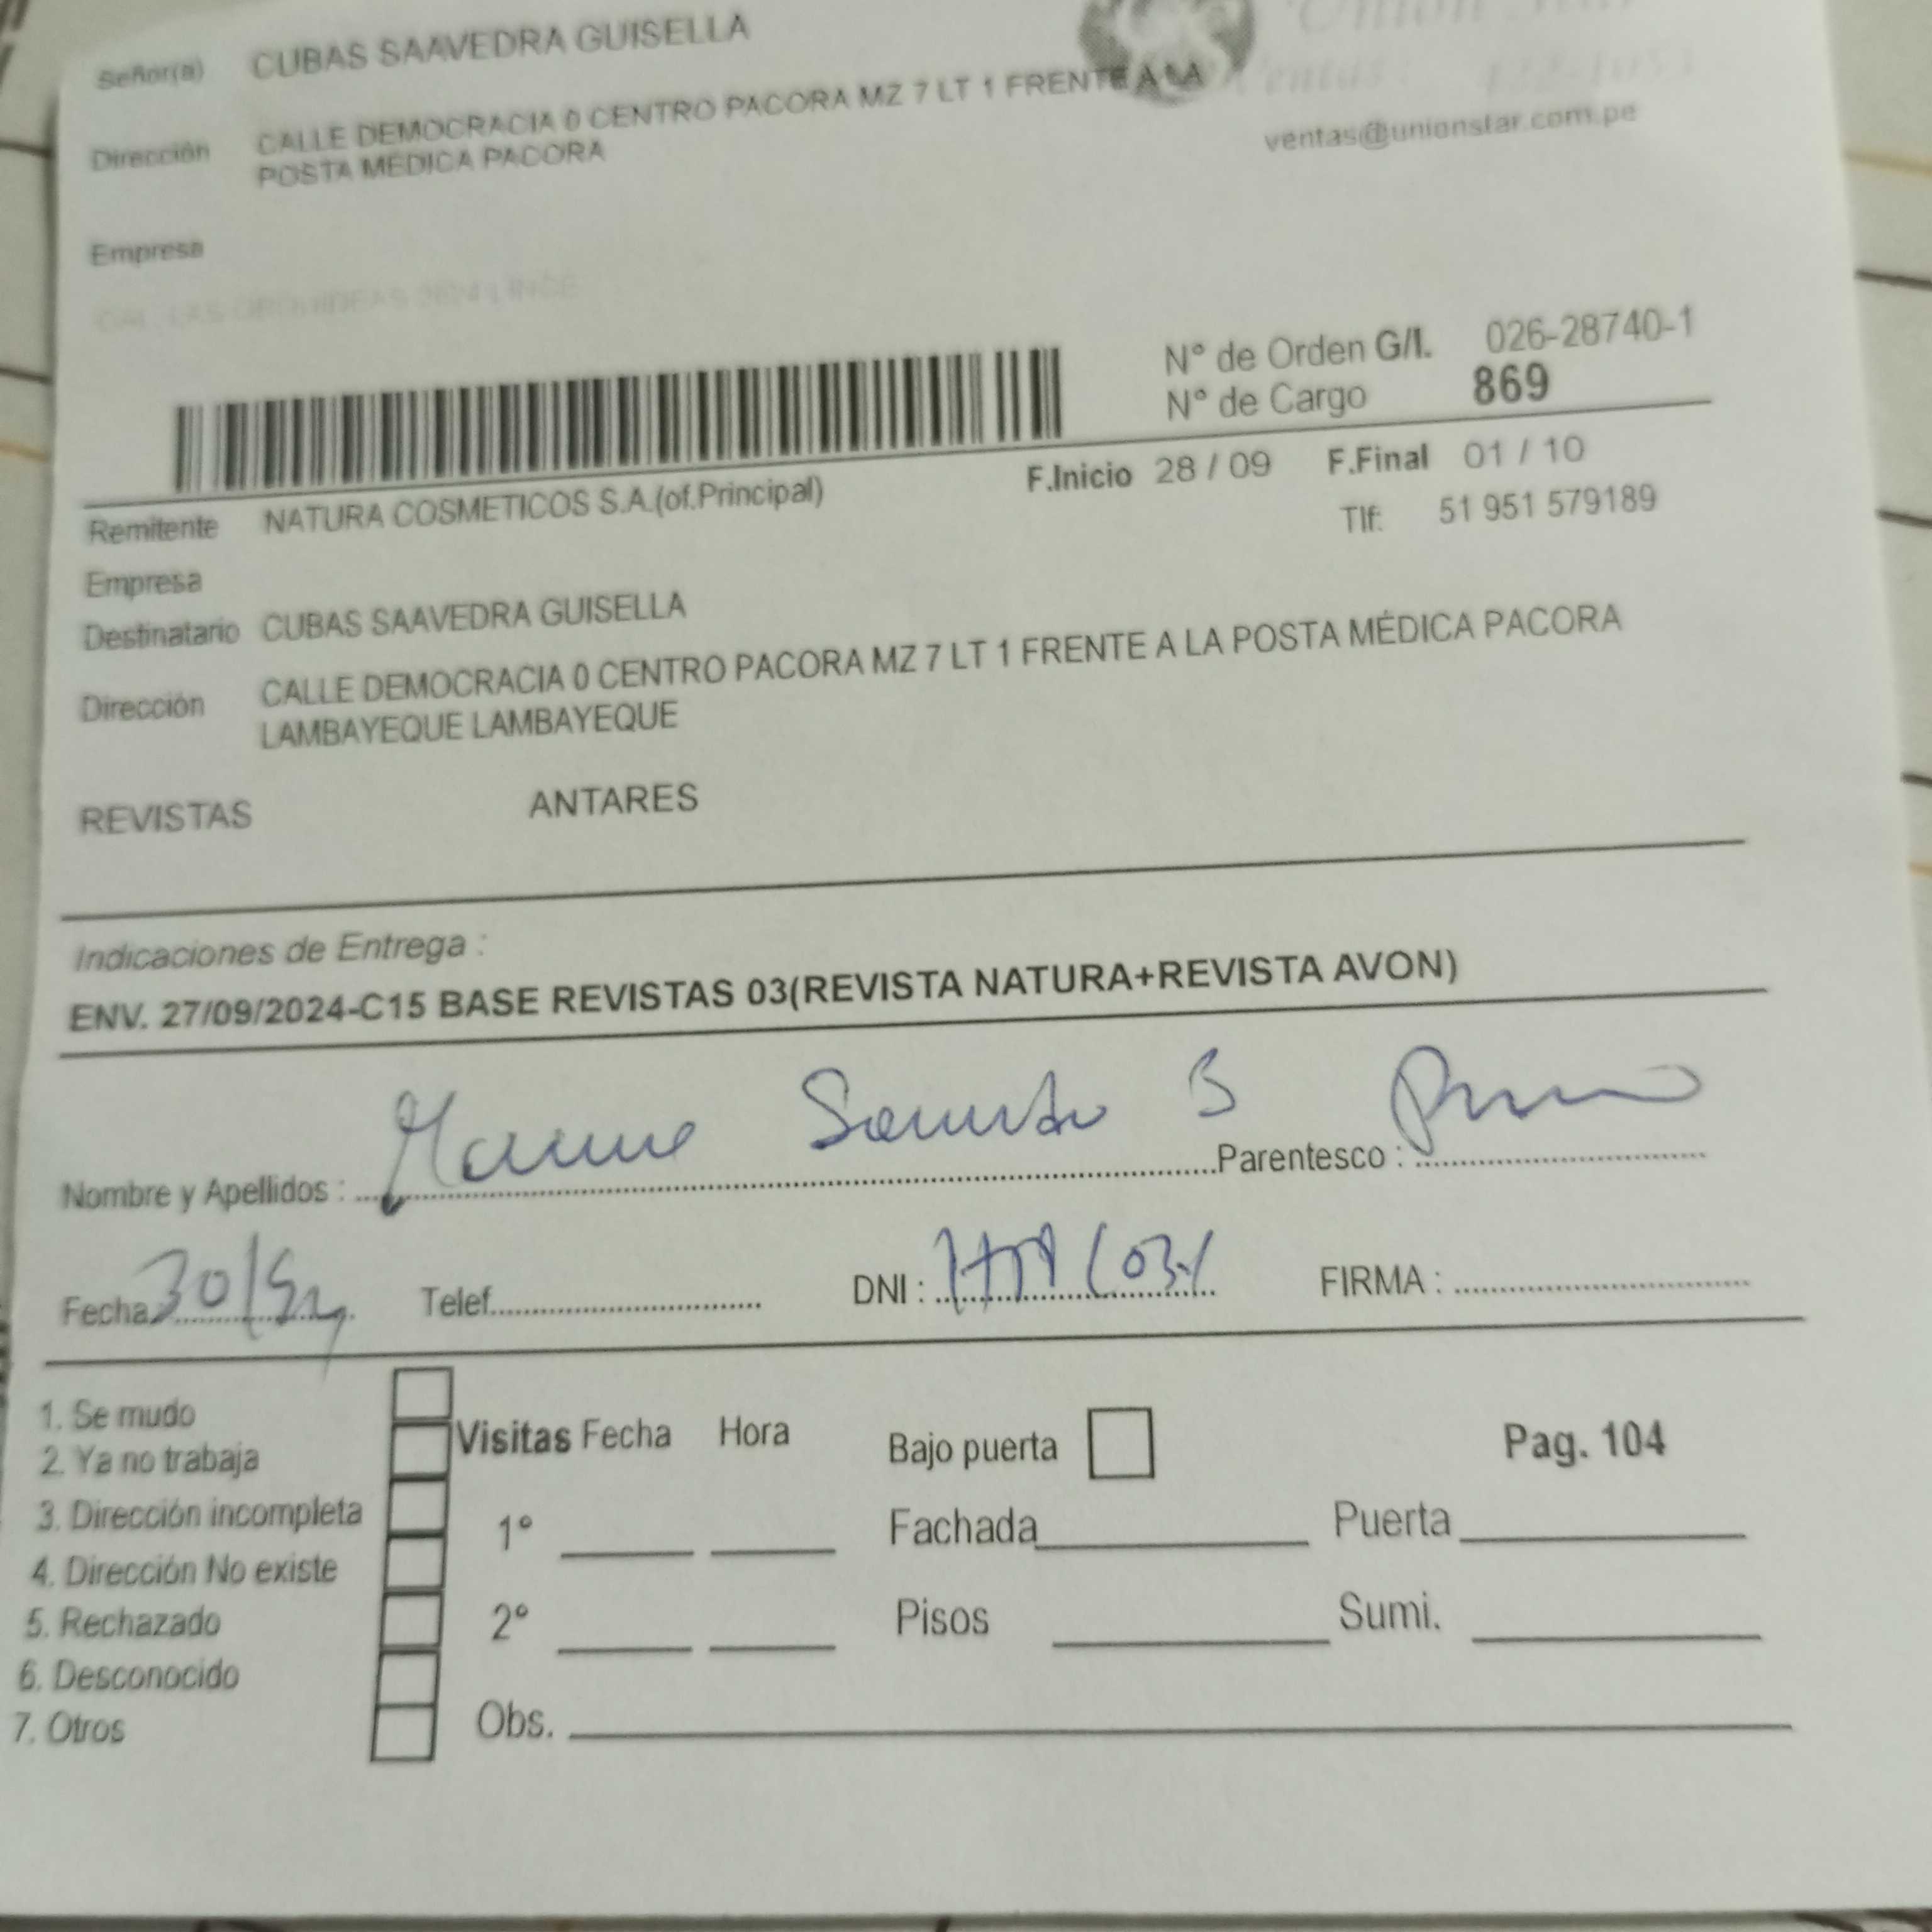 Señor(a) CUBAS SAAVEDRA GUISELLA
Dirección CALLE DEMOCRACIA 0 CENTRO PACORA MZ 7 LT 1 FRENTE A LA
POSTA MÉDICA PACORA
ventas@unionstar.com.pe
Empresa
N° de Orden G/I. 026-28740-1
N° de Cargo 869
F.Inicio 28 / 09 F.Final 01 / 10
Remitente NATURA COSMETICOS S.A.(of.Principal)
Tlf: 51 951 579189
Empresa
Destinatario CUBAS SAAVEDRA GUISELLA
Dirección CALLE DEMOCRACIA 0 CENTRO PACORA MZ 7 LT 1 FRENTE A LA POSTA MÉDICA PACORA
LAMBAYEQUE LAMBAYEQUE
REVISTAS ANTARES
Indicaciones de Entrega :
ENV. 27/09/2024-C15 BASE REVISTAS 03(REVISTA NATURA+REVISTA AVON)
Nombre y Apellidos : Parentesco :
Fecha 30/ Telef. DNI : FIRMA :
1. Se mudo
2. Ya no trabaja
3. Dirección incompleta
4. Dirección No existe
5. Rechazado
6. Desconocido
7. Otros
Visitas Fecha Hora
1°
2°
Obs.
Bajo puerta
Pag. 104
Fachada Puerta
Pisos Sumi.